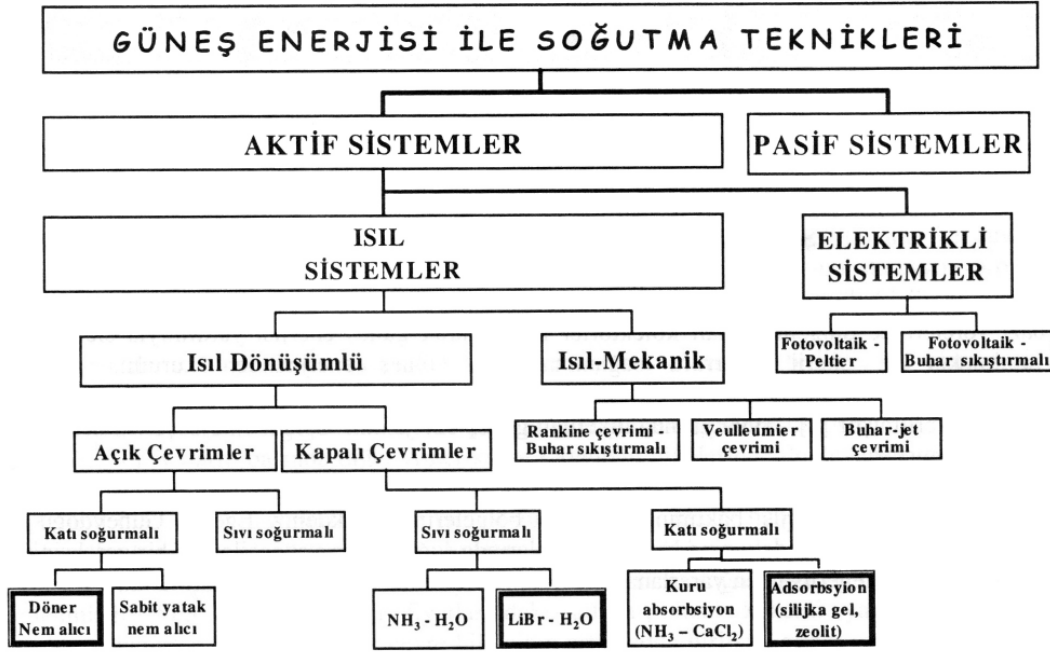 GÜNEŞ ENERJİSİ İLE SOĞUTMA TEKNİKLERİ
AKTİF SİSTEMLER
PASİF SİSTEMLER
ISIL
SİSTEMLER
ELEKTRİKLİ
SİSTEMLER
Isıl Dönüşümlü
Isıl-Mekanik
Fotovoltaik -
Peltier
Fotovoltaik -
Buhar sıkıştırmalı
Açık Çevrimler
Kapalı Çevrimler
Rankine çevrimi -
Buhar sıkıştırmalı
Veulleumier
çevrimi
Buhar-jet
çevrimi
Katı soğurmalı
Sıvı soğurmalı
Sıvı soğurmalı
Katı soğurmalı
Döner
Nem alıcı
Sabit yatak
nem alıcı
NH₃ - H₂O
LiBr - H₂O
Kuru
absorbsiyon
(NH₃ – CaCl₂)
Adsorbsyion
(silijka gel,
zeolit)